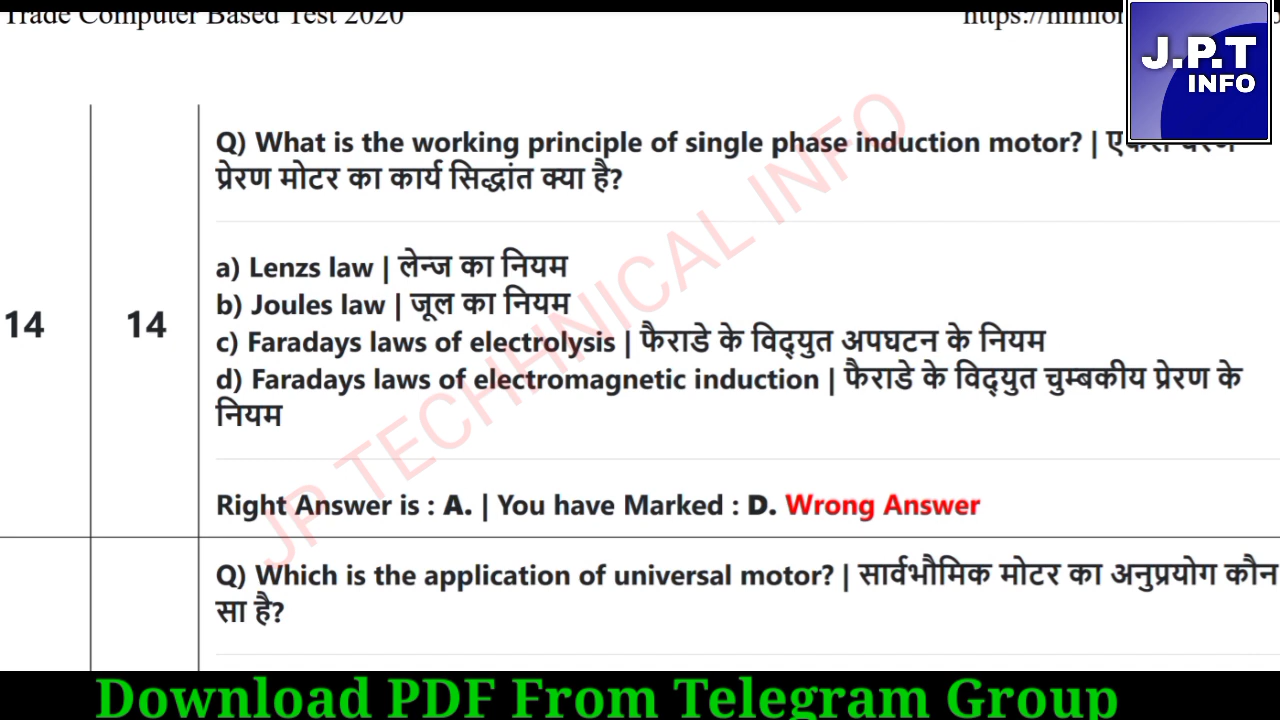 Trade Computer Based Test 2020
J.P.T
INFO
Q) What is the working principle of single phase induction motor? |
प्रेरण मोटर का कार्य सिद्धांत क्या है?
a) Lenzs law | लेन्ज का नियम
b) Joules law | जूल का नियम
14 14
c) Faradays laws of electrolysis | फैराडे के विद्युत अपघटन के नियम
d) Faradays laws of electromagnetic induction | फैराडे के विद्युत चुम्बकीय प्रेरण के
नियम
Right Answer is : A. | You have Marked : D. Wrong Answer
JP TECHHNICAL INFO
Q) Which is the application of universal motor? | सार्वभौमिक मोटर का अनुप्रयोग कौन
सा है?
Download PDF From Telegram Group